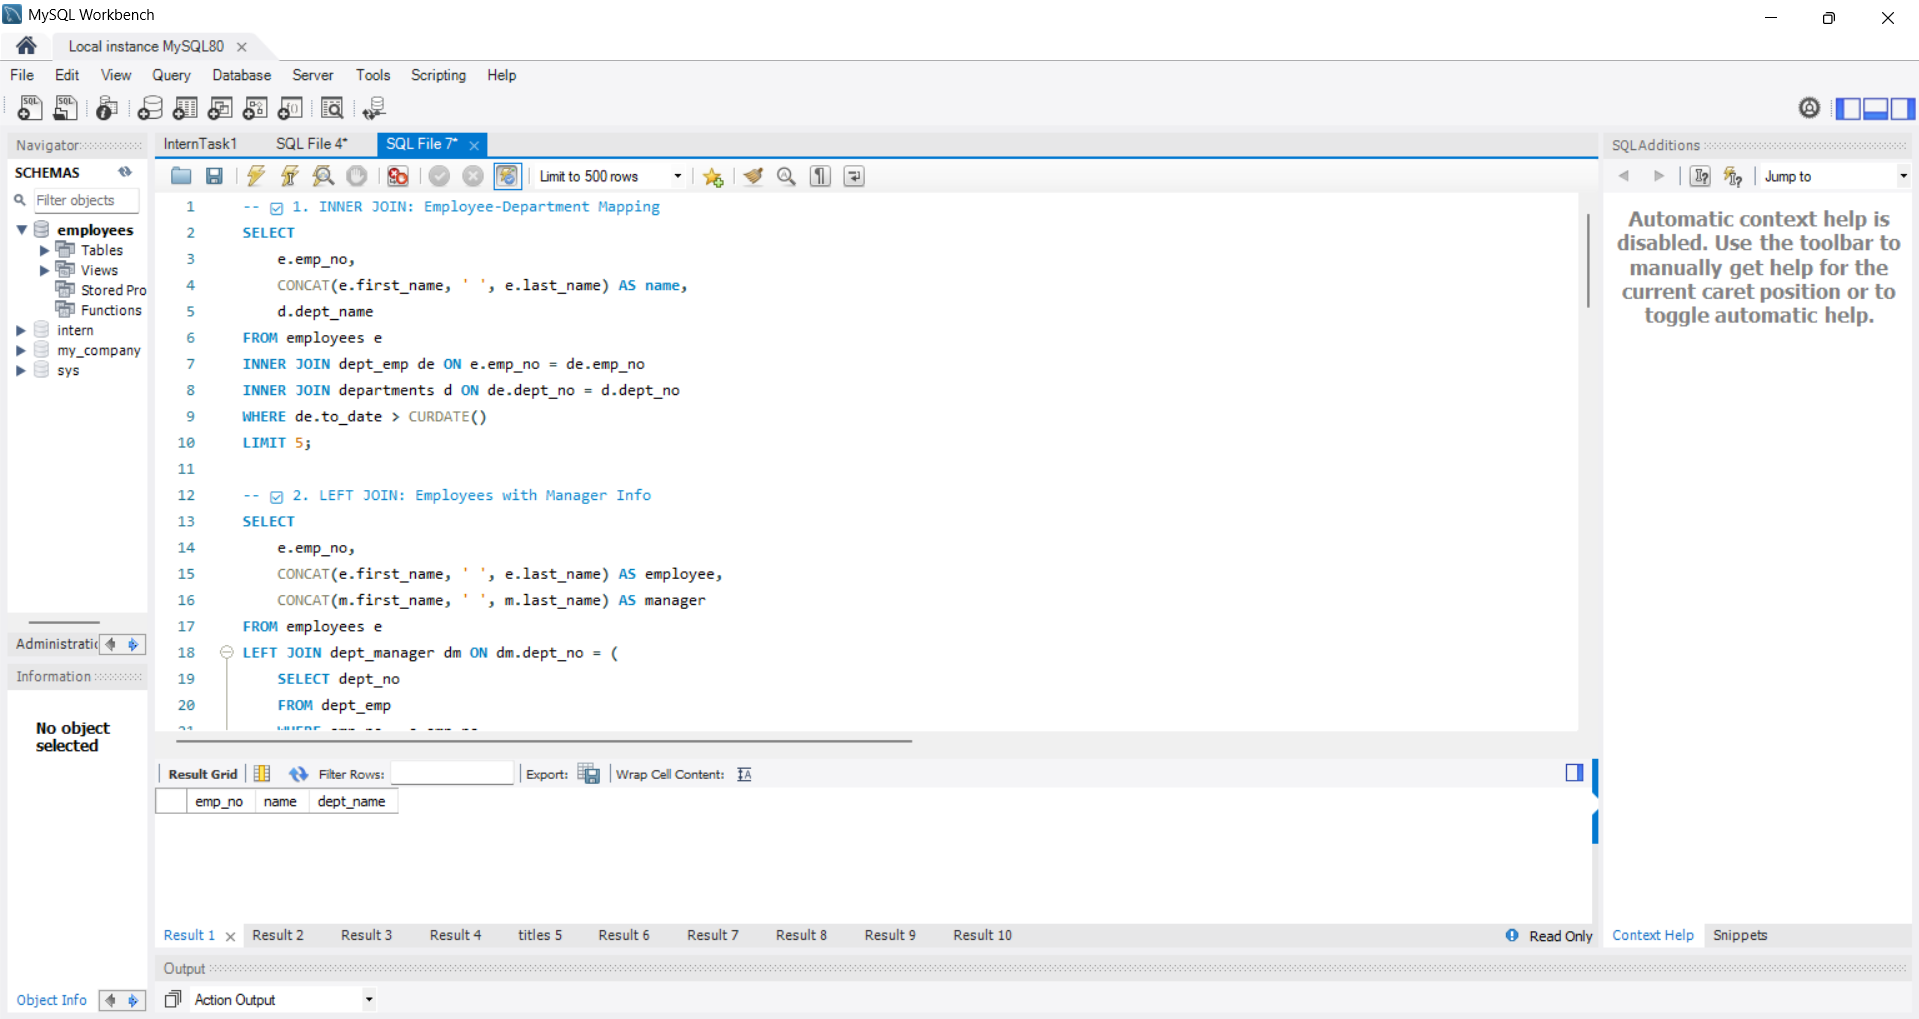 MySQL Workbench
Local instance MySQL80
File Edit View Query Database Server Tools Scripting Help
Navigator
SCHEMAS
Filter objects
employees
Tables
Views
Stored Pro
Functions
intern
my_company
sys
Administratic
Information
No object
selected
Object Info
InternTask1 SQL File 4* SQL File 7*
Limit to 500 rows
1 -- ☑ 1. INNER JOIN: Employee-Department Mapping
2 SELECT
3 e.emp_no,
4 CONCAT(e.first_name, ' ', e.last_name) AS name,
5 d.dept_name
6 FROM employees e
7 INNER JOIN dept_emp de ON e.emp_no = de.emp_no
8 INNER JOIN departments d ON de.dept_no = d.dept_no
9 WHERE de.to_date > CURDATE()
10 LIMIT 5;
11
12 -- ☑ 2. LEFT JOIN: Employees with Manager Info
13 SELECT
14 e.emp_no,
15 CONCAT(e.first_name, ' ', e.last_name) AS employee,
16 CONCAT(m.first_name, ' ', m.last_name) AS manager
17 FROM employees e
18 LEFT JOIN dept_manager dm ON dm.dept_no = (
19 SELECT dept_no
20 FROM dept_emp
Result Grid Filter Rows: Export: Wrap Cell Content:
emp_no name dept_name
Result 1 Result 2 Result 3 Result 4 titles 5 Result 6 Result 7 Result 8 Result 9 Result 10 Read Only
Output
Action Output
SQLAdditions
Jump to
Automatic context help is
disabled. Use the toolbar to
manually get help for the
current caret position or to
toggle automatic help.
Context Help Snippets